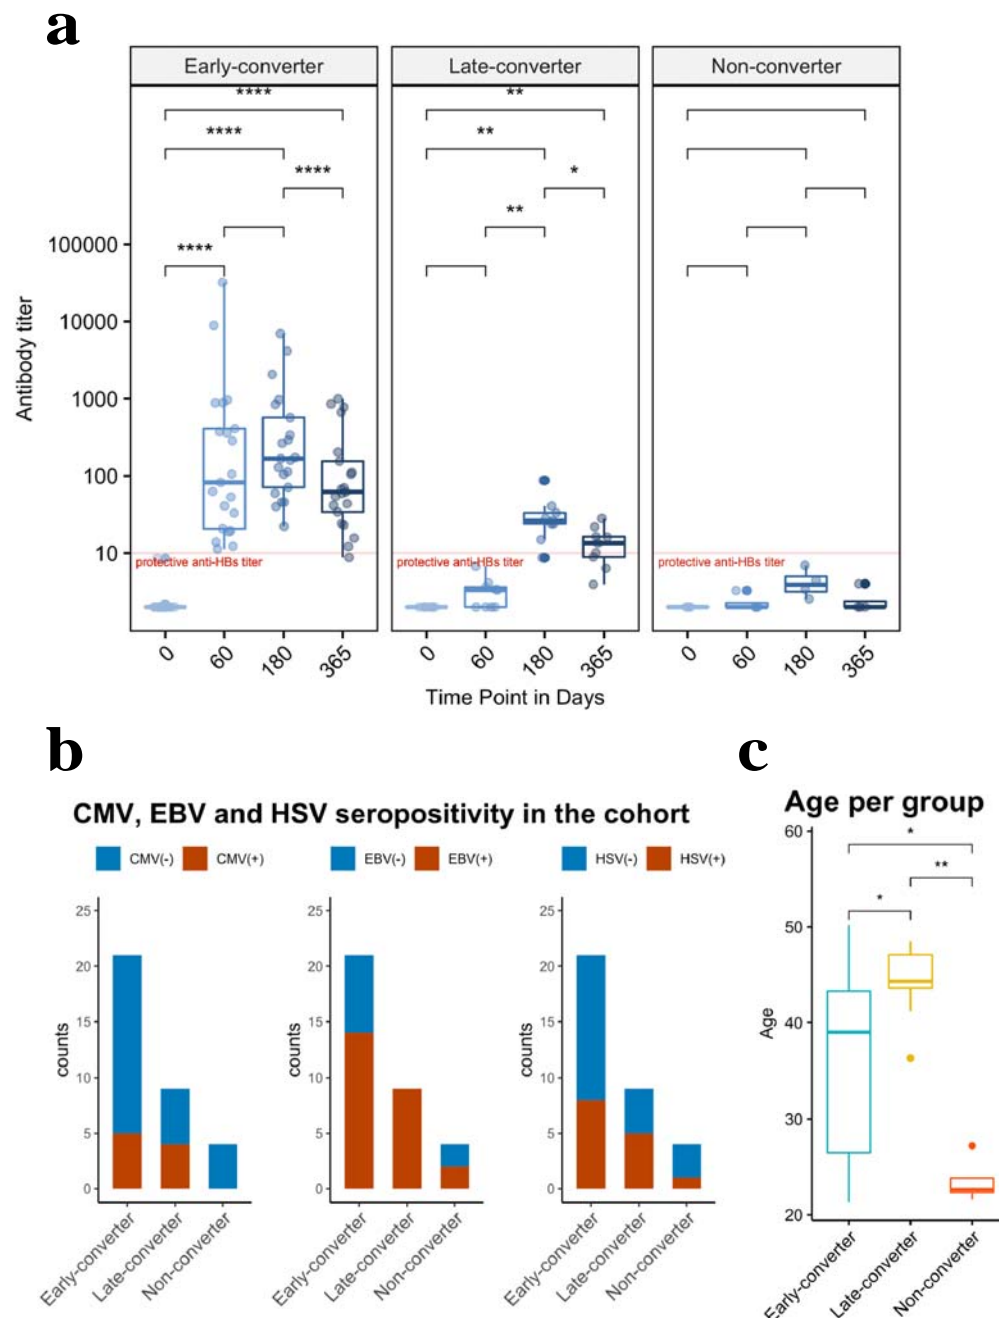 a
Early-converter
Late-converter
Non-converter
****
****
****
****
**
**
*
**
Antibody titer
100000
10000
1000
100
10
protective anti-HBs titer
protective anti-HBs titer
protective anti-HBs titer
0 60 180 365
0 60 180 365
0 60 180 365
Time Point in Days
b
CMV, EBV and HSV seropositivity in the cohort
CMV(-) CMV(+)
counts
25
20
15
10
5
0
Early-converter
Late-converter
Non-converter
EBV(-) EBV(+)
counts
25
20
15
10
5
0
Early-converter
Late-converter
Non-converter
HSV(-) HSV(+)
counts
25
20
15
10
5
0
Early-converter
Late-converter
Non-converter
c
Age per group
*
**
*
Age
60
50
40
30
20
Early-converter
Late-converter
Non-converter